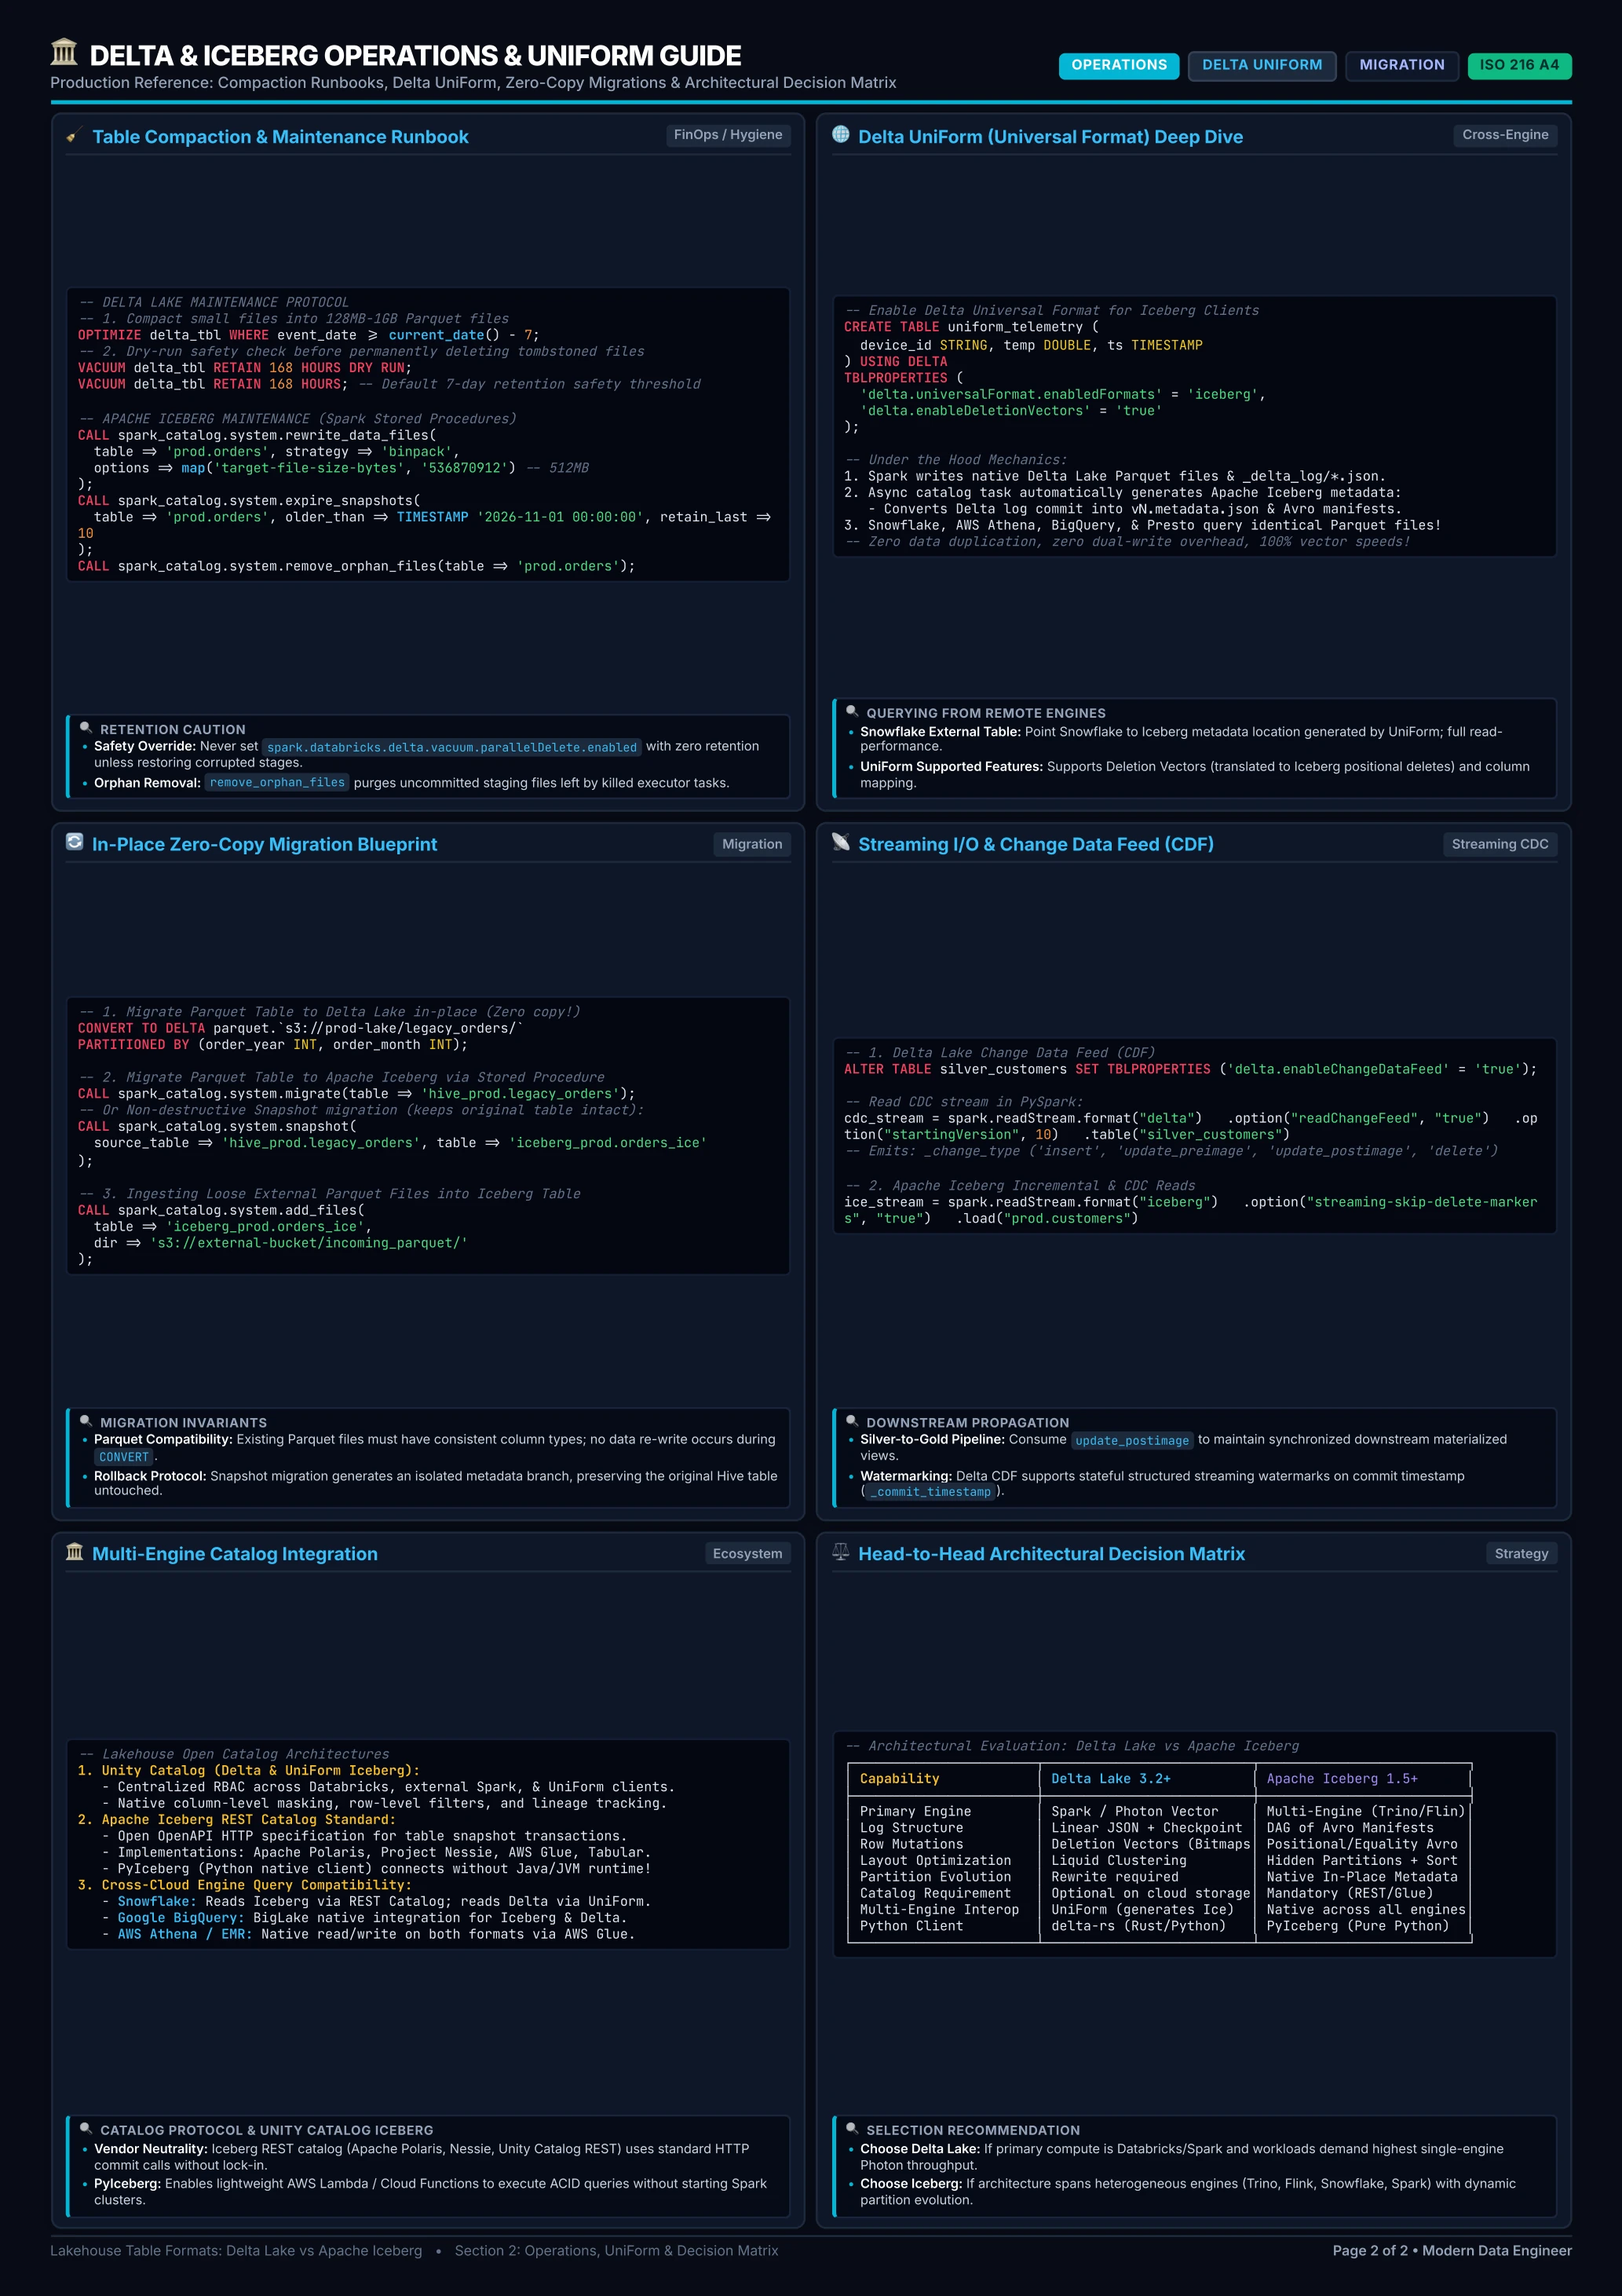 🏛️ DELTA & ICEBERG OPERATIONS & UNIFORM GUIDE
Production Reference: Compaction Runbooks, Delta UniForm, Zero-Copy Migrations & Architectural Decision Matrix
OPERATIONS
DELTA UNIFORM
MIGRATION
ISO 216 A4
Table Compaction & Maintenance Runbook
FinOps / Hygiene
-- DELTA LAKE MAINTENANCE PROTOCOL
-- 1. Compact small files into 128MB-1GB Parquet files
OPTIMIZE delta_tbl WHERE event_date >= current_date() - 7;
-- 2. Dry-run safety check before permanently deleting tombstoned files
VACUUM delta_tbl RETAIN 168 HOURS DRY RUN;
VACUUM delta_tbl RETAIN 168 HOURS; -- Default 7-day retention safety threshold
-- APACHE ICEBERG MAINTENANCE (Spark Stored Procedures)
CALL spark_catalog.system.rewrite_data_files(
table => 'prod.orders', strategy => 'binpack',
options => map('target-file-size-bytes', '536870912') -- 512MB
);
CALL spark_catalog.system.expire_snapshots(
table => 'prod.orders', older_than => TIMESTAMP '2026-11-01 00:00:00', retain_last =>
10
);
CALL spark_catalog.system.remove_orphan_files(table => 'prod.orders');
RETENTION CAUTION
• Safety Override: Never set spark.databricks.delta.vacuum.parallelDelete.enabled with zero retention
unless restoring corrupted stages.
• Orphan Removal: remove_orphan_files purges uncommitted staging files left by killed executor tasks.
Delta UniForm (Universal Format) Deep Dive
Cross-Engine
-- Enable Delta Universal Format for Iceberg Clients
CREATE TABLE uniform_telemetry (
device_id STRING, temp DOUBLE, ts TIMESTAMP
) USING DELTA
TBLPROPERTIES (
'delta.universalFormat.enabledFormats' = 'iceberg',
'delta.enableDeletionVectors' = 'true'
);
-- Under the Hood Mechanics:
1. Spark writes native Delta Lake Parquet files & _delta_log/*.json.
2. Async catalog task automatically generates Apache Iceberg metadata:
- Converts Delta log commit into vN.metadata.json & Avro manifests.
3. Snowflake, AWS Athena, BigQuery, & Presto query identical Parquet files!
-- Zero data duplication, zero dual-write overhead, 100% vector speeds!
QUERYING FROM REMOTE ENGINES
• Snowflake External Table: Point Snowflake to Iceberg metadata location generated by UniForm; full read-
performance.
• UniForm Supported Features: Supports Deletion Vectors (translated to Iceberg positional deletes) and column
mapping.
In-Place Zero-Copy Migration Blueprint
Migration
-- 1. Migrate Parquet Table to Delta Lake in-place (Zero copy!)
CONVERT TO DELTA parquet.`s3://prod-lake/legacy_orders/`
PARTITIONED BY (order_year INT, order_month INT);
-- 2. Migrate Parquet Table to Apache Iceberg via Stored Procedure
CALL spark_catalog.system.migrate(table => 'hive_prod.legacy_orders');
-- Or Non-destructive Snapshot migration (keeps original table intact):
CALL spark_catalog.system.snapshot(
source_table => 'hive_prod.legacy_orders', table => 'iceberg_prod.orders_ice'
);
-- 3. Ingesting Loose External Parquet Files into Iceberg Table
CALL spark_catalog.system.add_files(
table => 'iceberg_prod.orders_ice',
dir => 's3://external-bucket/incoming_parquet/'
);
MIGRATION INVARIANTS
• Parquet Compatibility: Existing Parquet files must have consistent column types; no data re-write occurs during
CONVERT.
• Rollback Protocol: Snapshot migration generates an isolated metadata branch, preserving the original Hive table
untouched.
Streaming I/O & Change Data Feed (CDF)
Streaming CDC
-- 1. Delta Lake Change Data Feed (CDF)
ALTER TABLE silver_customers SET TBLPROPERTIES ('delta.enableChangeDataFeed' = 'true');
-- Read CDC stream in PySpark:
cdc_stream = spark.readStream.format("delta")   .option("readChangeFeed", "true")   .op
tion("startingVersion", 10)   .table("silver_customers")
-- Emits: _change_type ('insert', 'update_preimage', 'update_postimage', 'delete')
-- 2. Apache Iceberg Incremental & CDC Reads
ice_stream = spark.readStream.format("iceberg")   .option("streaming-skip-delete-marker
s", "true")   .load("prod.customers")
DOWNSTREAM PROPAGATION
• Silver-to-Gold Pipeline: Consume update_postimage to maintain synchronized downstream materialized
views.
• Watermarking: Delta CDF supports stateful structured streaming watermarks on commit timestamp
(_commit_timestamp).
Multi-Engine Catalog Integration
Ecosystem
-- Lakehouse Open Catalog Architectures
1. Unity Catalog (Delta & UniForm Iceberg):
- Centralized RBAC across Databricks, external Spark, & UniForm clients.
- Native column-level masking, row-level filters, and lineage tracking.
2. Apache Iceberg REST Catalog Standard:
- Open OpenAPI HTTP specification for table snapshot transactions.
- Implementations: Apache Polaris, Project Nessie, AWS Glue, Tabular.
- PyIceberg (Python native client) connects without Java/JVM runtime!
3. Cross-Cloud Engine Query Compatibility:
- Snowflake: Reads Iceberg via REST Catalog; reads Delta via UniForm.
- Google BigQuery: BigLake native integration for Iceberg & Delta.
- AWS Athena / EMR: Native read/write on both formats via AWS Glue.
CATALOG PROTOCOL & UNITY CATALOG ICEBERG
• Vendor Neutrality: Iceberg REST catalog (Apache Polaris, Nessie, Unity Catalog REST) uses standard HTTP
commit calls without lock-in.
• PyIceberg: Enables lightweight AWS Lambda / Cloud Functions to execute ACID queries without starting Spark
clusters.
Head-to-Head Architectural Decision Matrix
Strategy
-- Architectural Evaluation: Delta Lake vs Apache Iceberg
Capability | Delta Lake 3.2+ | Apache Iceberg 1.5+
Primary Engine | Spark / Photon Vector | Multi-Engine (Trino/Flin)
Log Structure | Linear JSON + Checkpoint | DAG of Avro Manifests
Row Mutations | Deletion Vectors (Bitmaps | Positional/Equality Avro
Layout Optimization | Liquid Clustering | Hidden Partitions + Sort
Partition Evolution | Rewrite required | Native In-Place Metadata
Catalog Requirement | Optional on cloud storage | Mandatory (REST/Glue)
Multi-Engine Interop | UniForm (generates Ice) | Native across all engines
Python Client | delta-rs (Rust/Python) | PyIceberg (Pure Python)
SELECTION RECOMMENDATION
• Choose Delta Lake: If primary compute is Databricks/Spark and workloads demand highest single-engine
Photon throughput.
• Choose Iceberg: If architecture spans heterogeneous engines (Trino, Flink, Snowflake, Spark) with dynamic
partition evolution.
Lakehouse Table Formats: Delta Lake vs Apache Iceberg • Section 2: Operations, UniForm & Decision Matrix
Page 2 of 2 • Modern Data Engineer